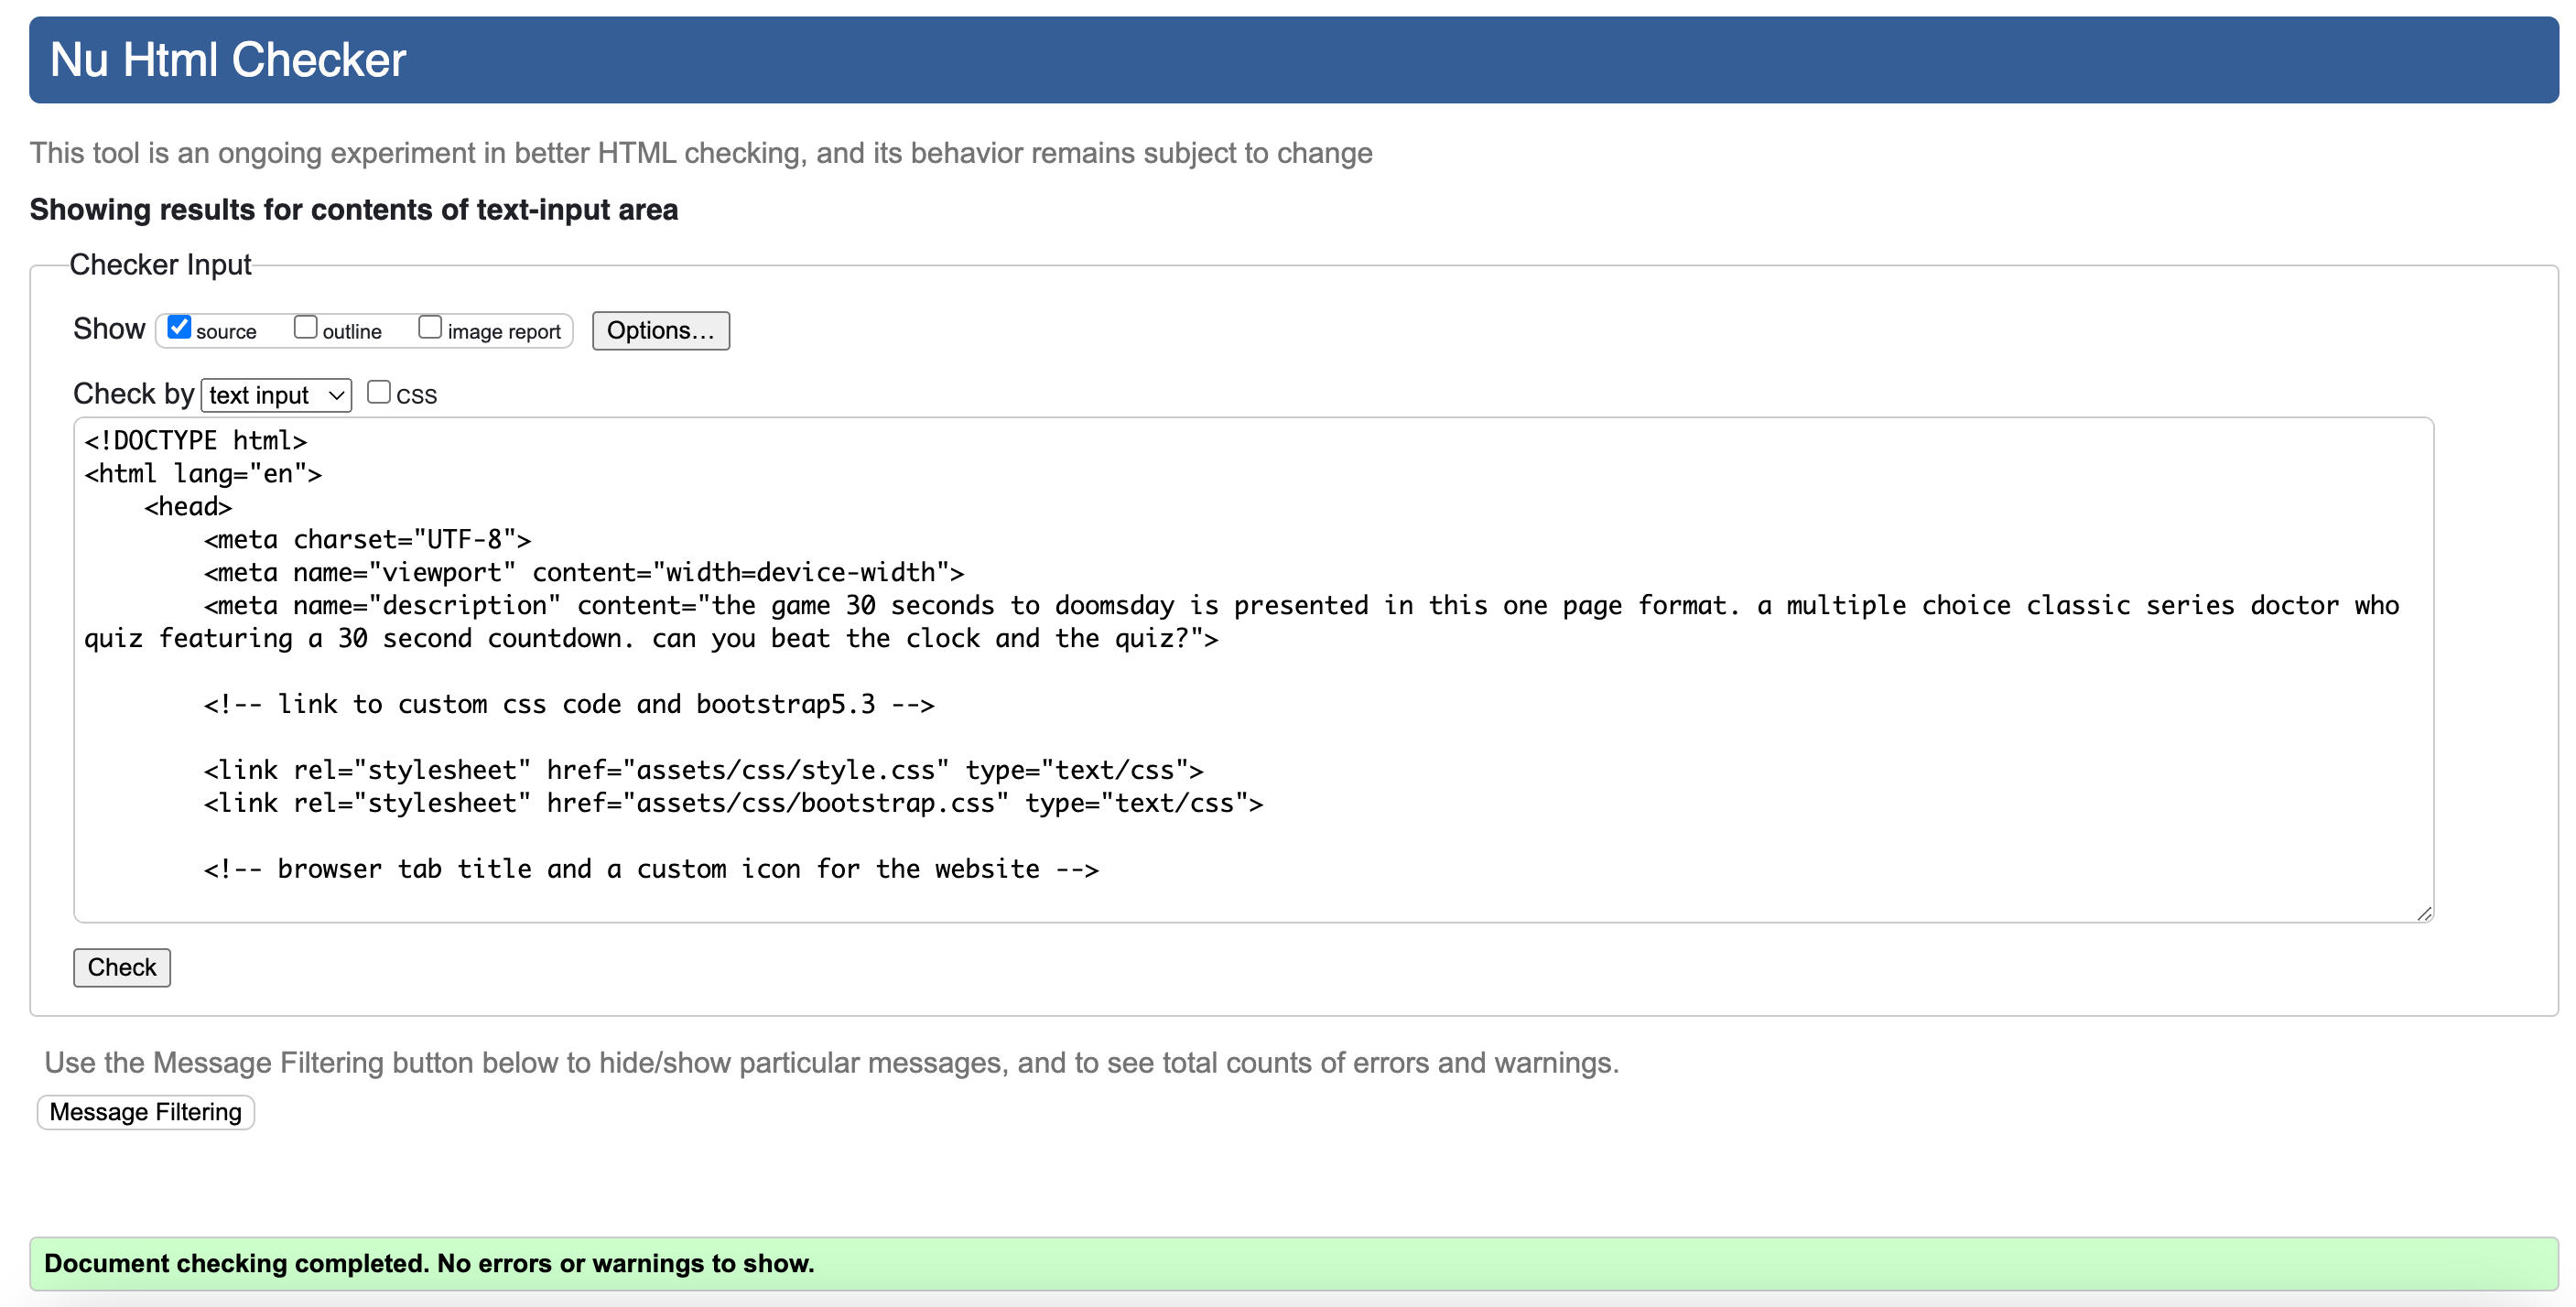 Nu Html Checker
This tool is an ongoing experiment in better HTML checking, and its behavior remains subject to change
Showing results for contents of text-input area
Checker Input
Show source outline image report Options...
Check by text input CSS
<!DOCTYPE html>
<html lang="en">
    <head>
        <meta charset="UTF-8">
        <meta name="viewport" content="width=device-width">
        <meta name="description" content="the game 30 seconds to doomsday is presented in this one page format. a multiple choice classic series doctor who
quiz featuring a 30 second countdown. can you beat the clock and the quiz?">
        <!-- link to custom css code and bootstrap5.3 -->
        <link rel="stylesheet" href="assets/css/style.css" type="text/css">
        <link rel="stylesheet" href="assets/css/bootstrap.css" type="text/css">
        <!-- browser tab title and a custom icon for the website -->
Check
Use the Message Filtering button below to hide/show particular messages, and to see total counts of errors and warnings.
Message Filtering
Document checking completed. No errors or warnings to show.